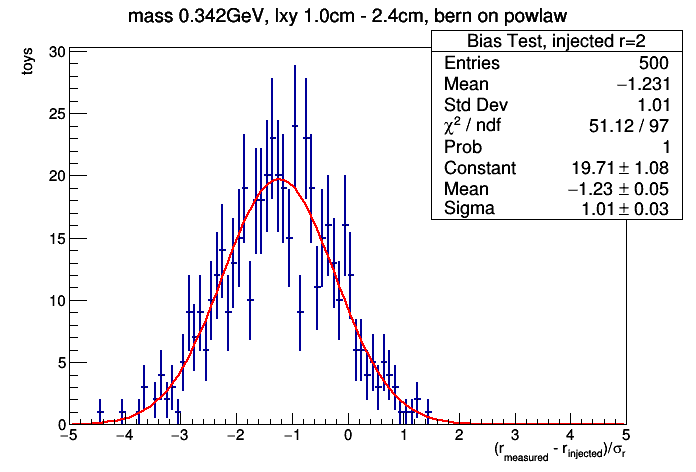 mass 0.342GeV, lxy 1.0cm - 2.4cm, bern on powlaw
Bias Test, injected r=2
Entries 500
Mean −1.231
Std Dev 1.01
χ² / ndf 51.12 / 97
Prob 1
Constant 19.71 ± 1.08
Mean −1.23 ± 0.05
Sigma 1.01 ± 0.03
toys
30
25
20
15
10
5
0
−5 −4 −3 −2 −1 0 1 2 3 4 5
(r_measured - r_injected)/σ_r